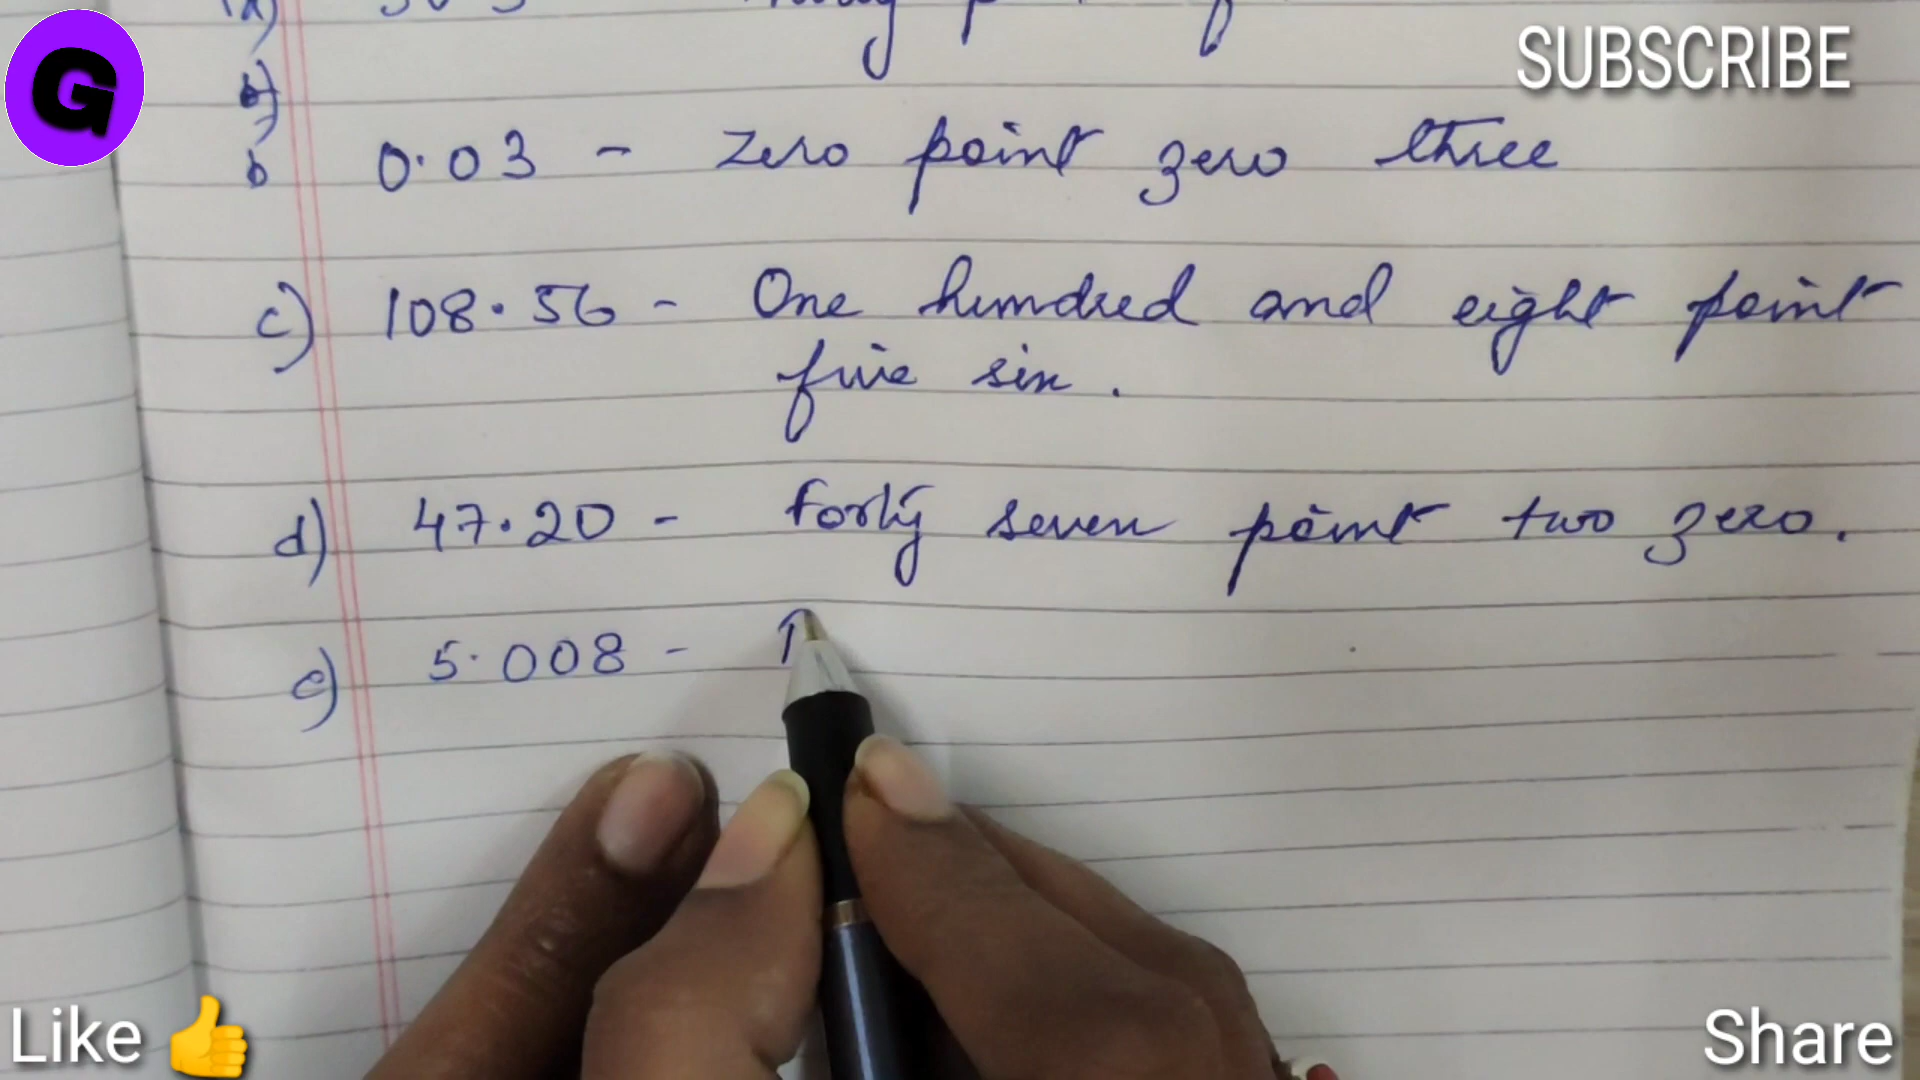 G
SUBSCRIBE
b 0.03 - Zero point zero three
c) 108.56 - One hundred and eight point
five six.
d) 47.20 - Forty seven point two zero.
e) 5.008 -
Like 👍
Share